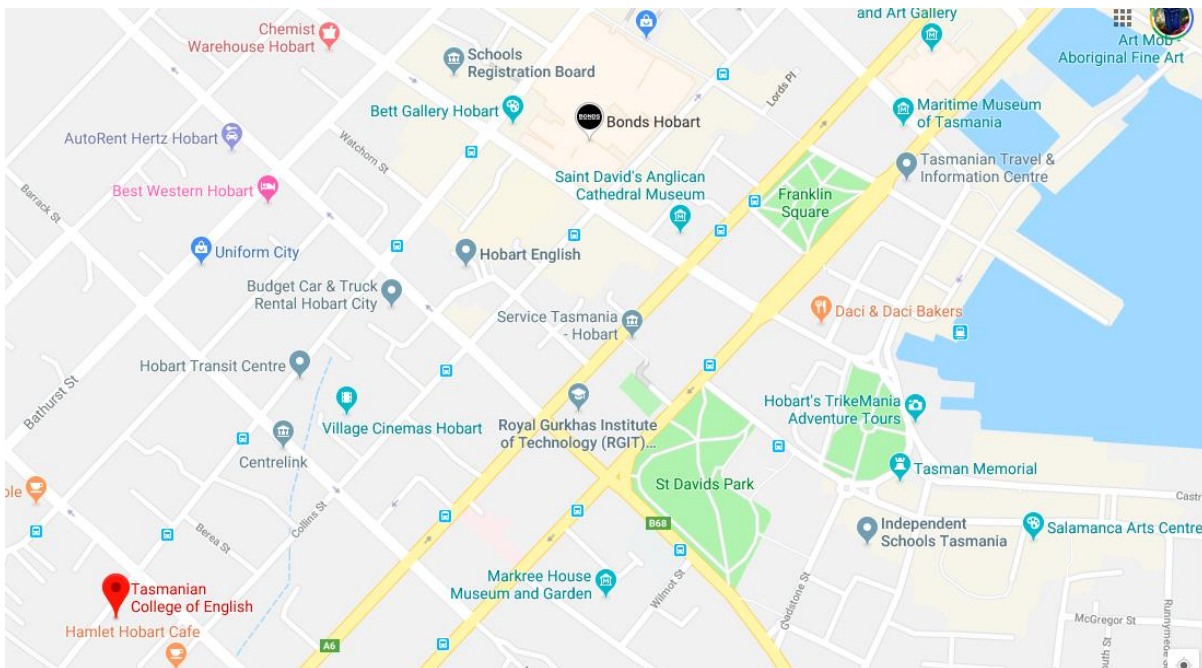 and Art Gallery
Chemist
Warehouse Hobart
Art Mob -
Aboriginal Fine Art
Schools
Registration Board
Lords Pl
Bett Gallery Hobart
BONDS
Bonds Hobart
Maritime Museum
of Tasmania
AutoRent Hertz Hobart
Watchorn St
Tasmanian Travel &
Information Centre
Barrack St
Best Western Hobart
Saint David's Anglican
Cathedral Museum
Franklin
Square
Uniform City
Hobart English
Budget Car & Truck
Rental Hobart City
Service Tasmania
- Hobart
Daci & Daci Bakers
Hobart Transit Centre
Bathurst St
Village Cinemas Hobart
Royal Gurkhas Institute
of Technology (RGIT)...
Hobart's TrikeMania
Adventure Tours
Centrelink
St Davids Park
Tasman Memorial
ole
Castr
Collins St
Berea St
B68
Independent
Schools Tasmania
Salamanca Arts Centre
Tasmanian
College of English
Markree House
Museum and Garden
Wilmot St
Gladstone St
Hamlet Hobart Cafe
A6
McGregor St
Runnymede
uth St